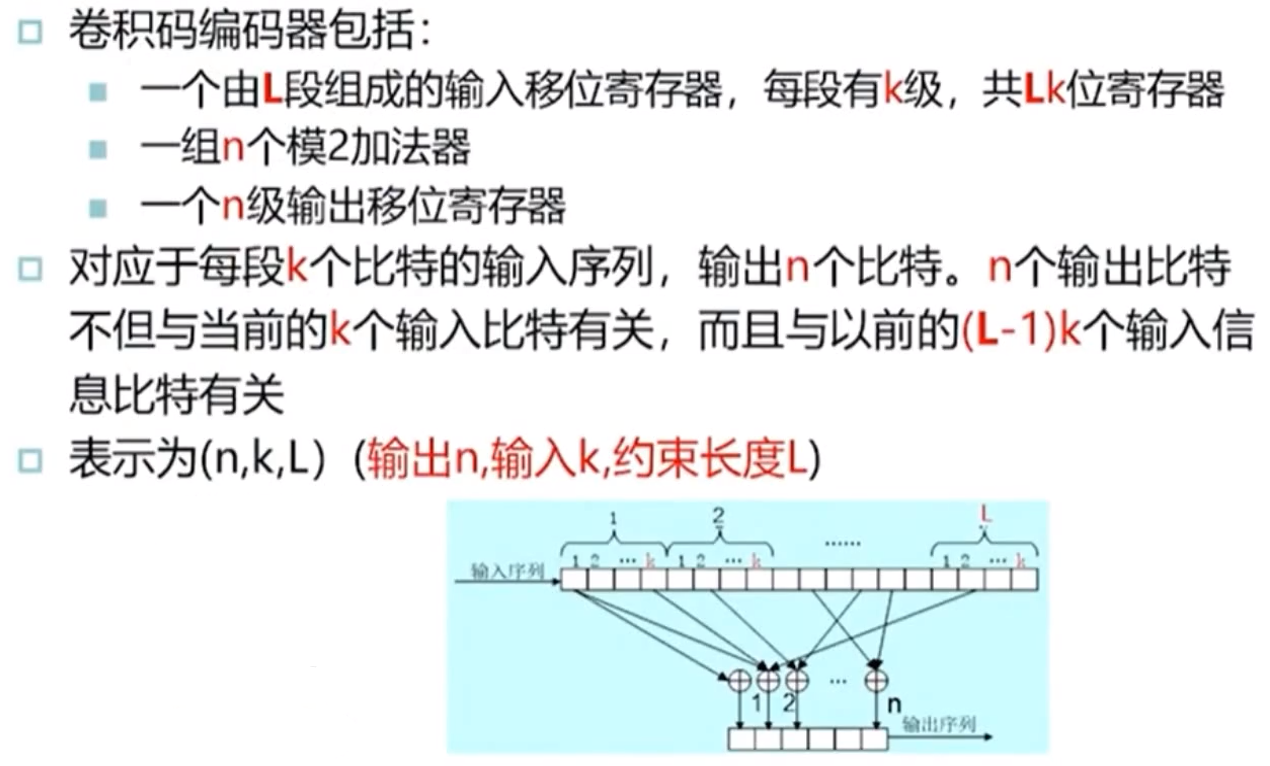 卷积码编码器包括：
一个由L段组成的输入移位寄存器，每段有k级，共Lk位寄存器
一组n个模2加法器
一个n级输出移位寄存器
对应于每段k个比特的输入序列，输出n个比特。n个输出比特
不但与当前的k个输入比特有关，而且与以前的(L-1)k个输入信
息比特有关
表示为(n,k,L）(输出n,输入k,约束长度L)
1 2 …… L
输入序列 1 2 … k 1 2 … k 1 2 … k
1 2 … n
输出序列